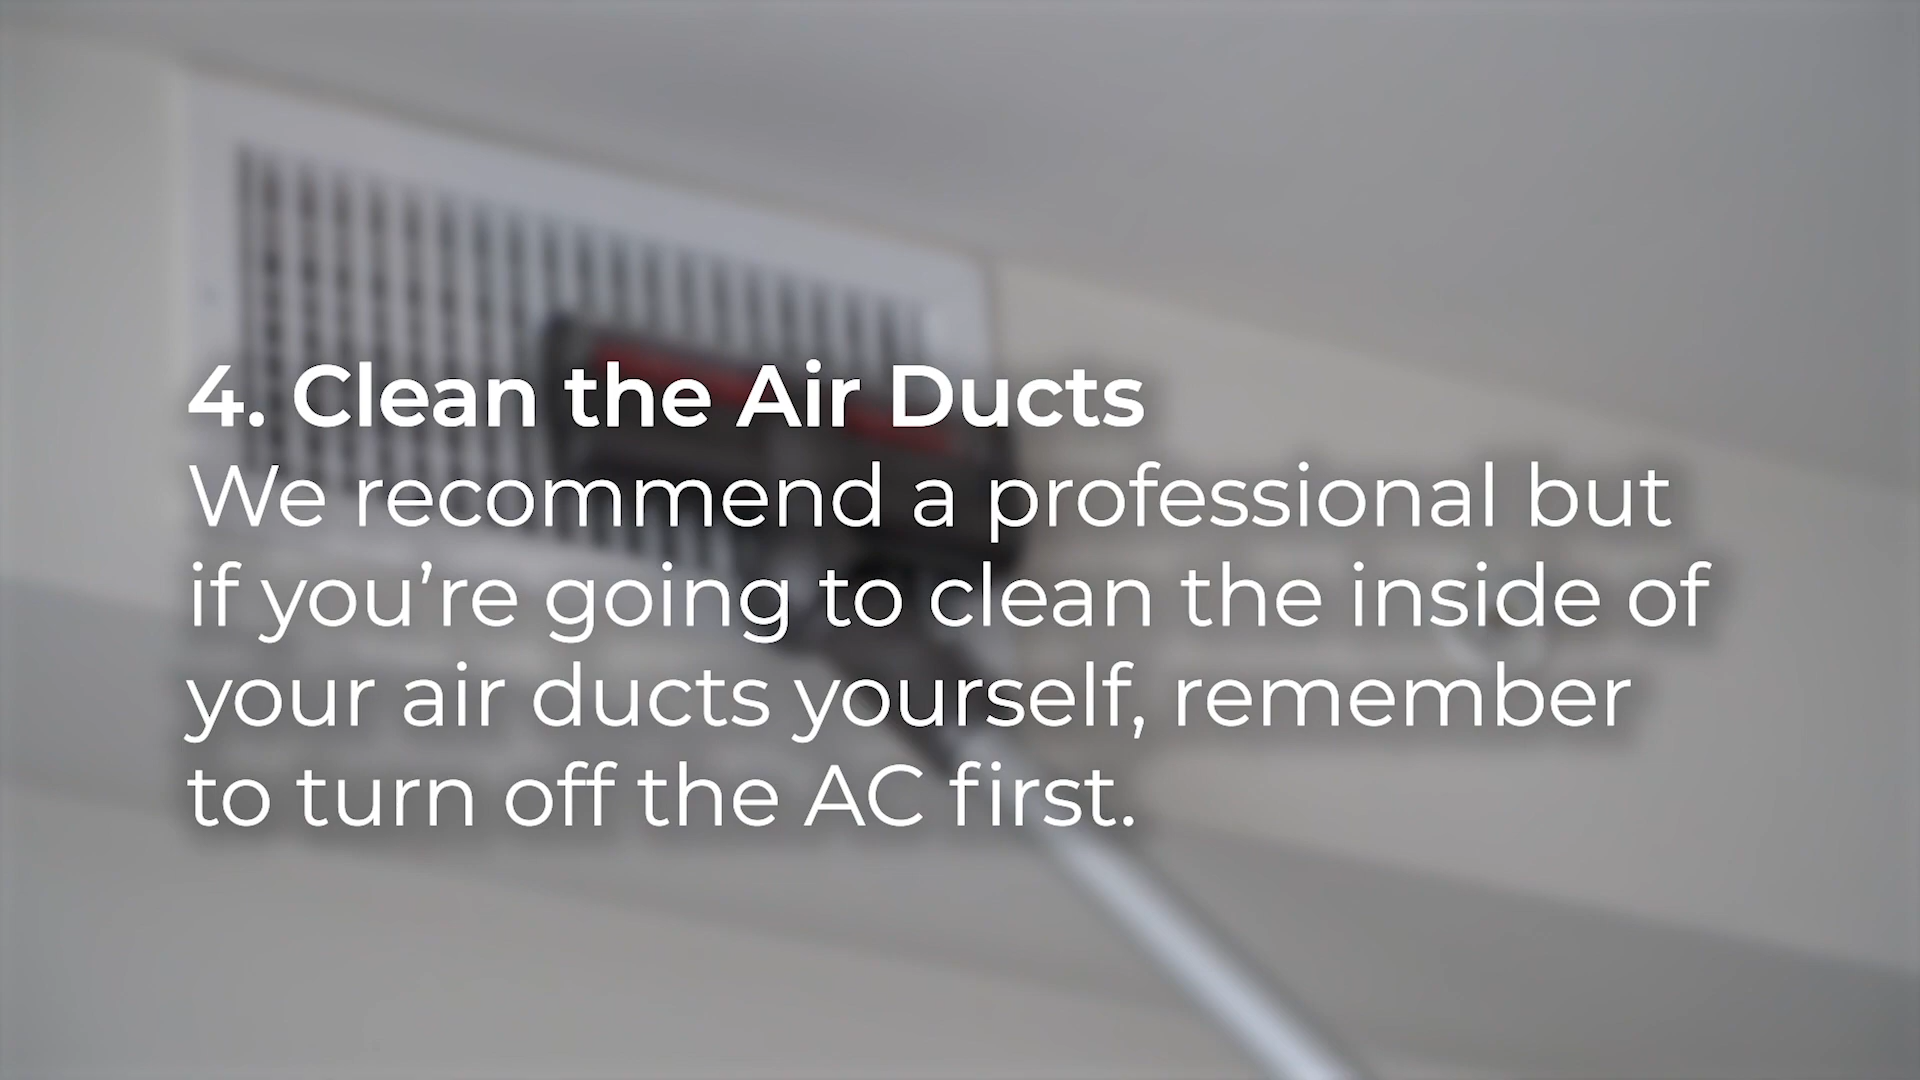 4. Clean the Air Ducts
We recommend a professional but
if you’re going to clean the inside of
your air ducts yourself, remember
to turn off the AC first.